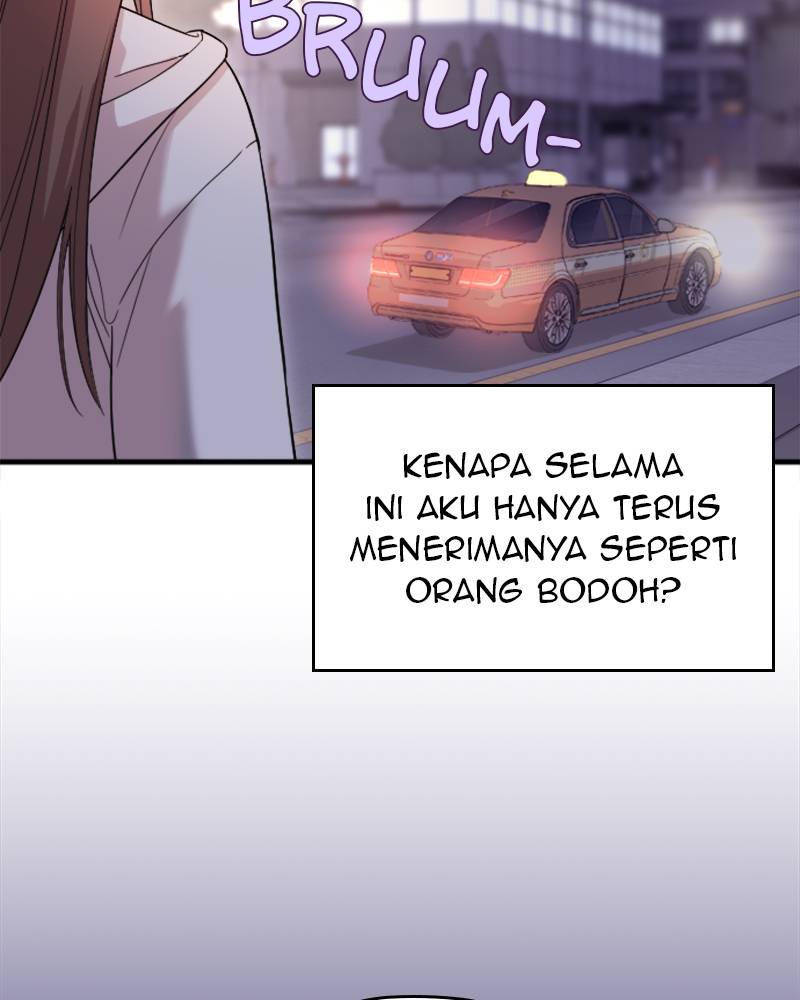 BRUUM-
KENAPA SELAMA
INI AKU HANYA TERUS
MENERIMANYA SEPERTI
ORANG BODOH?